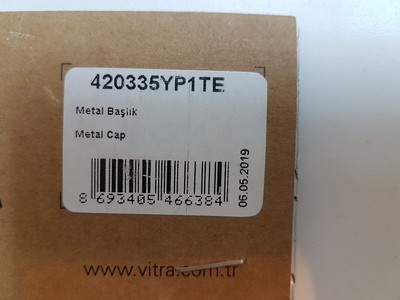 420335YP1TE
Metal Başlık
Metal Cap
8 693405 466384
06.05.2019
www.vitra.com.tr